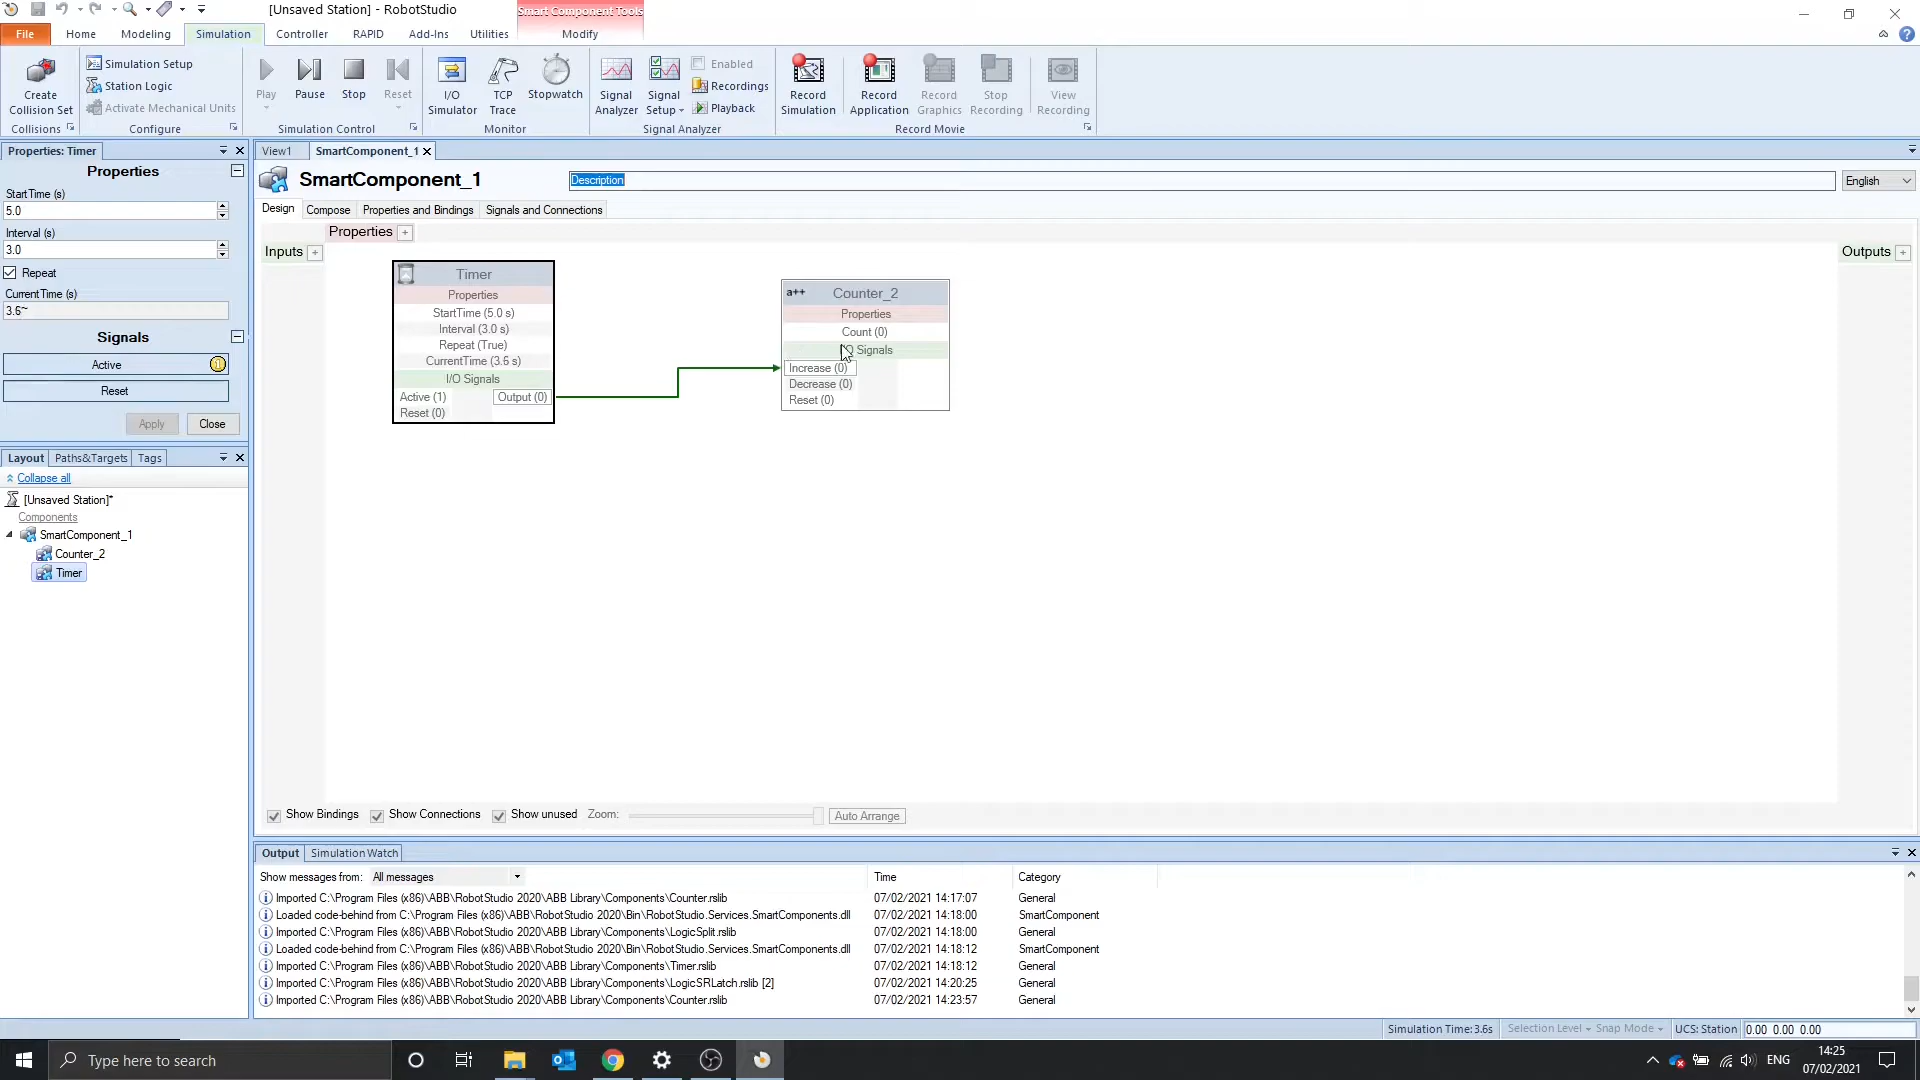 [Unsaved Station] - RobotStudio
Smart Component Tools
File
Home
Modeling
Simulation
Controller
RAPID
Add-Ins
Utilities
Modify
Create
Collision Set
Collisions
Simulation Setup
Station Logic
Activate Mechanical Units
Configure
Play
Pause
Stop
Reset
Simulation Control
I/O
Simulator
TCP
Trace
Stopwatch
Monitor
Signal
Analyzer
Signal
Setup
Enabled
Recordings
Playback
Signal Analyzer
Record
Simulation
Record
Application
Record
Graphics
Stop
Recording
View
Recording
Record Movie
Properties: Timer
Properties
StartTime (s)
5.0
Interval (s)
3.0
Repeat
CurrentTime (s)
3.6~
Signals
Active
Reset
Apply
Close
Layout
Paths&Targets
Tags
Collapse all
[Unsaved Station]*
Components
SmartComponent_1
Counter_2
Timer
View1
SmartComponent_1
SmartComponent_1
Description
English
Design
Compose
Properties and Bindings
Signals and Connections
Properties +
Inputs +
Outputs +
Timer
Properties
StartTime (5.0 s)
Interval (3.0 s)
Repeat (True)
CurrentTime (3.6 s)
I/O Signals
Active (1)
Output (0)
Reset (0)
a++
Counter_2
Properties
Count (0)
Signals
Increase (0)
Decrease (0)
Reset (0)
Show Bindings
Show Connections
Show unused
Zoom:
Auto Arrange
Output
Simulation Watch
Show messages from:
All messages
Time
Category
Imported C:\Program Files (x86)\ABB\RobotStudio 2020\ABB Library\Components\Counter.rslib 07/02/2021 14:17:07 General
Loaded code-behind from C:\Program Files (x86)\ABB\RobotStudio 2020\Bin\RobotStudio.Services.SmartComponents.dll 07/02/2021 14:18:00 SmartComponent
Imported C:\Program Files (x86)\ABB\RobotStudio 2020\ABB Library\Components\LogicSplit.rslib 07/02/2021 14:18:00 General
Loaded code-behind from C:\Program Files (x86)\ABB\RobotStudio 2020\Bin\RobotStudio.Services.SmartComponents.dll 07/02/2021 14:18:12 SmartComponent
Imported C:\Program Files (x86)\ABB\RobotStudio 2020\ABB Library\Components\Timer.rslib 07/02/2021 14:18:12 General
Imported C:\Program Files (x86)\ABB\RobotStudio 2020\ABB Library\Components\LogicSRLatch.rslib [2] 07/02/2021 14:20:25 General
Imported C:\Program Files (x86)\ABB\RobotStudio 2020\ABB Library\Components\Counter.rslib 07/02/2021 14:23:57 General
Simulation Time: 3.6s
Selection Level
Snap Mode
UCS: Station
0.00 0.00 0.00
Type here to search
ENG
14:25
07/02/2021